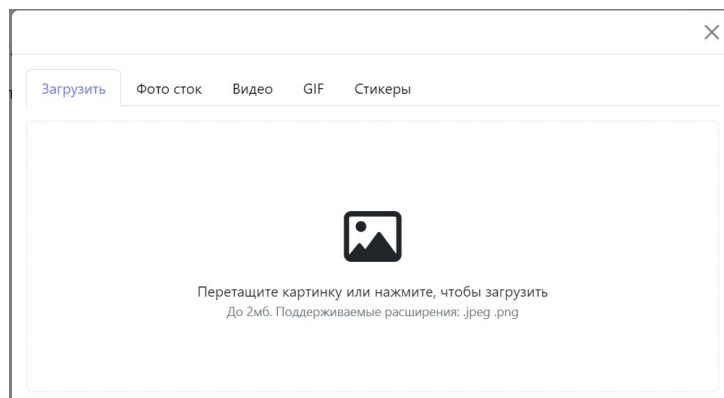 Загрузить Фото сток Видео GIF Стикеры
Перетащите картинку или нажмите, чтобы загрузить
До 2мб. Поддерживаемые расширения: .jpeg .png